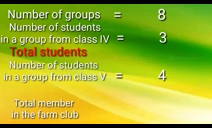 Number of groups = 8
Number of students
in a group from class IV = 3
Total students
Number of students
in a group from class V = 4
Total member
in the farm club